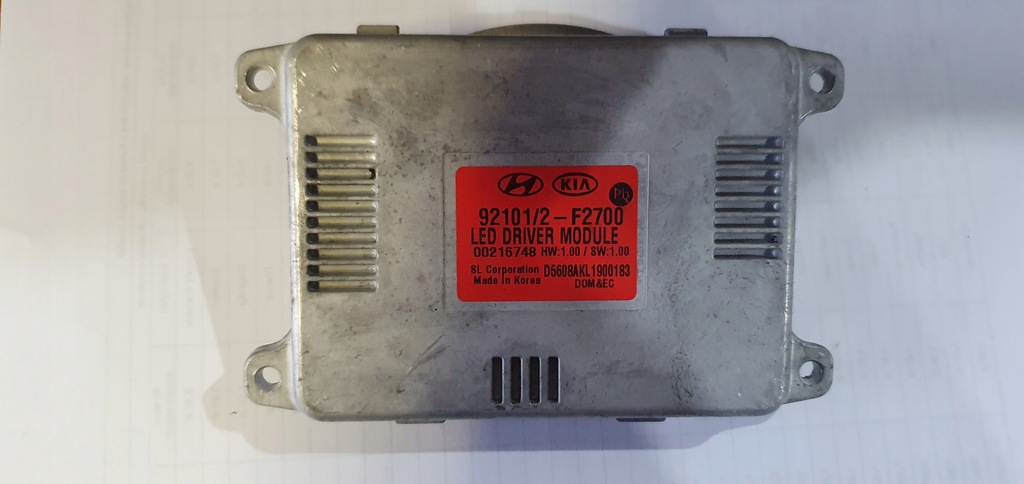 KIA Pb
92101/2-F2700
LED DRIVER MODULE
00216748 HW:1.00 / SW:1.00
SL Corporation D5608AKL1900183
Made In Korea DOM&EC